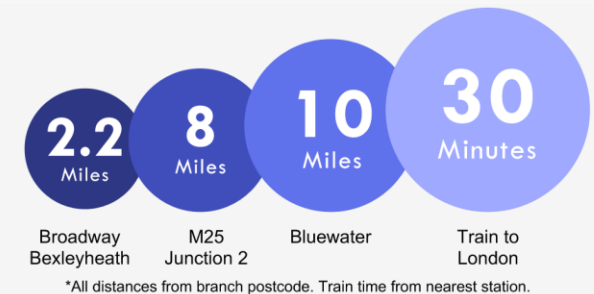 2.2
Miles
8
Miles
10
Miles
30
Minutes
Broadway
Bexleyheath
M25
Junction 2
Bluewater
Train to
London
*All distances from branch postcode. Train time from nearest station.